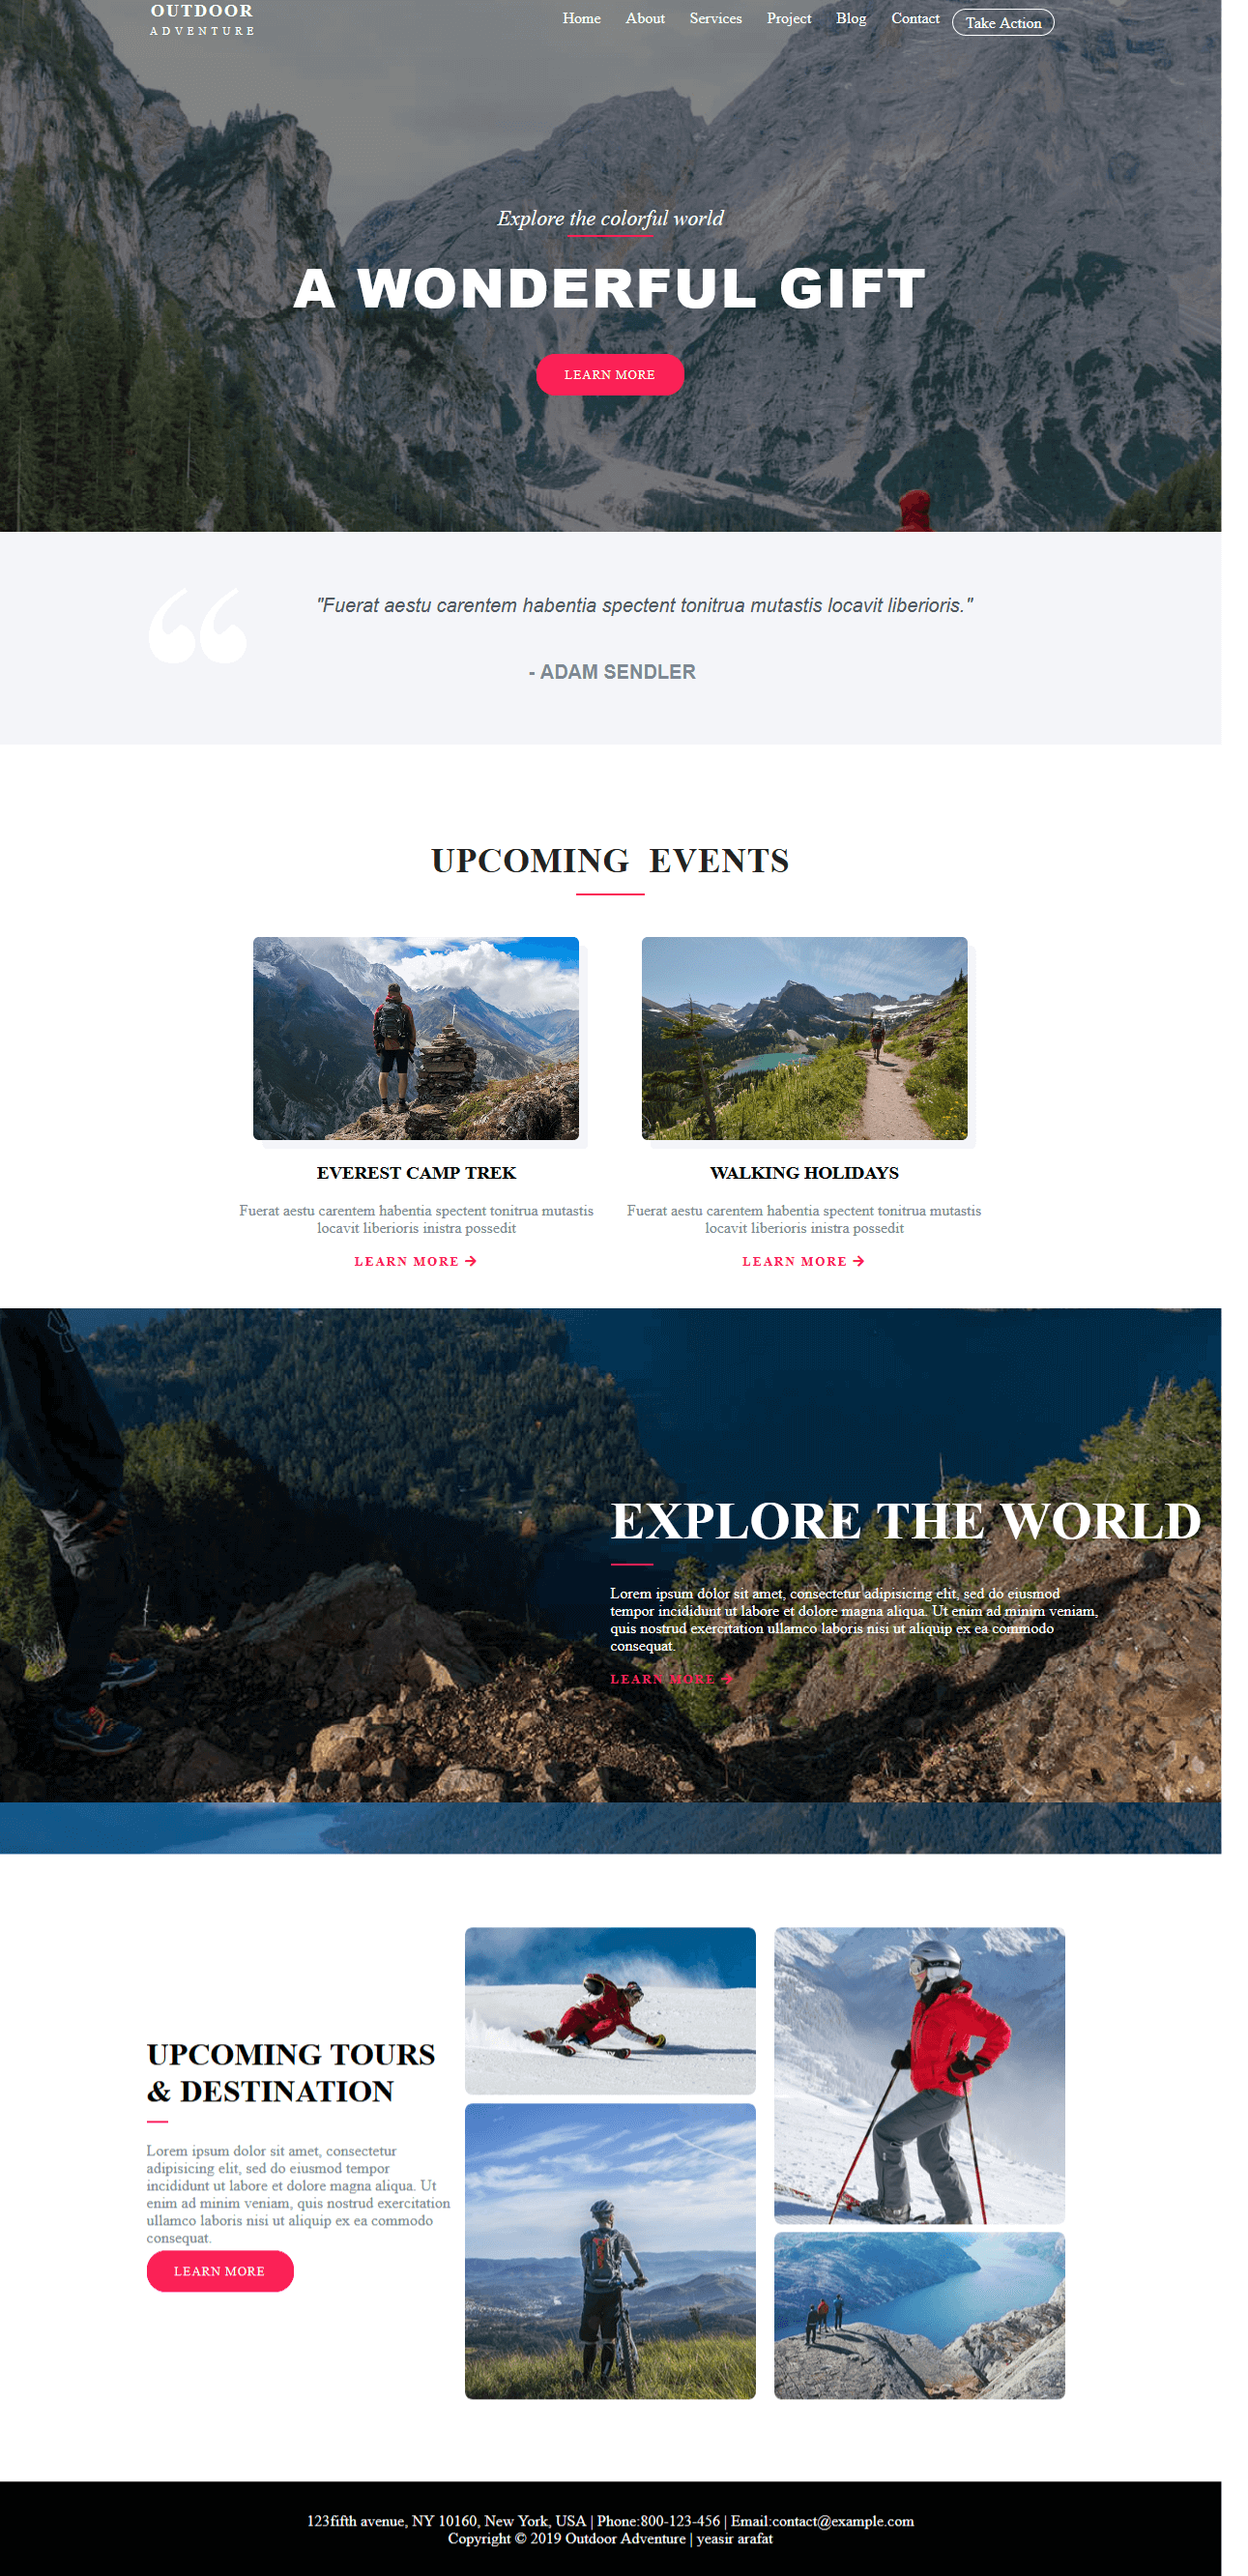 OUTDOOR
ADVENTURE
Home About Services Project Blog Contact Take Action
Explore the colorful world
A WONDERFUL GIFT
LEARN MORE
"Fuerat aestu carentem habentia spectent tonitrua mutastis locavit liberioris."
- ADAM SENDLER
UPCOMING EVENTS
EVEREST CAMP TREK
Fuerat aestu carentem habentia spectent tonitrua mutastis
locavit liberioris inistra possedit
LEARN MORE →
WALKING HOLIDAYS
Fuerat aestu carentem habentia spectent tonitrua mutastis
locavit liberioris inistra possedit
LEARN MORE →
EXPLORE THE WORLD
Lorem ipsum dolor sit amet, consectetur adipisicing elit, sed do eiusmod
tempor incididunt ut labore et dolore magna aliqua. Ut enim ad minim veniam,
quis nostrud exercitation ullamco laboris nisi ut aliquip ex ea commodo
consequat.
LEARN MORE →
UPCOMING TOURS
& DESTINATION
Lorem ipsum dolor sit amet, consectetur
adipisicing elit, sed do eiusmod tempor
incididunt ut labore et dolore magna aliqua. Ut
enim ad minim veniam, quis nostrud exercitation
ullamco laboris nisi ut aliquip ex ea commodo
consequat.
LEARN MORE
123fifth avenue, NY 10160, New York, USA | Phone:800-123-456 | Email:contact@example.com
Copyright © 2019 Outdoor Adventure | yeasir arafat